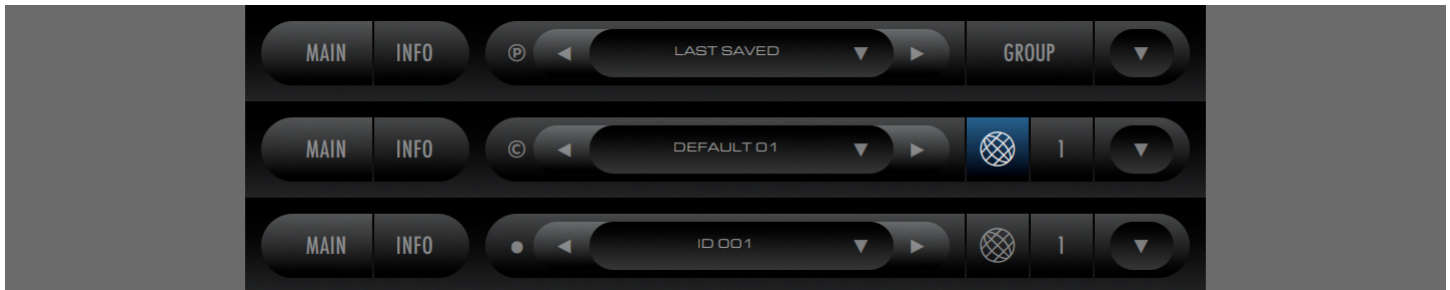 MAIN INFO Ⓟ LAST SAVED GROUP
MAIN INFO © DEFAULT 01 1
MAIN INFO ID 001 1